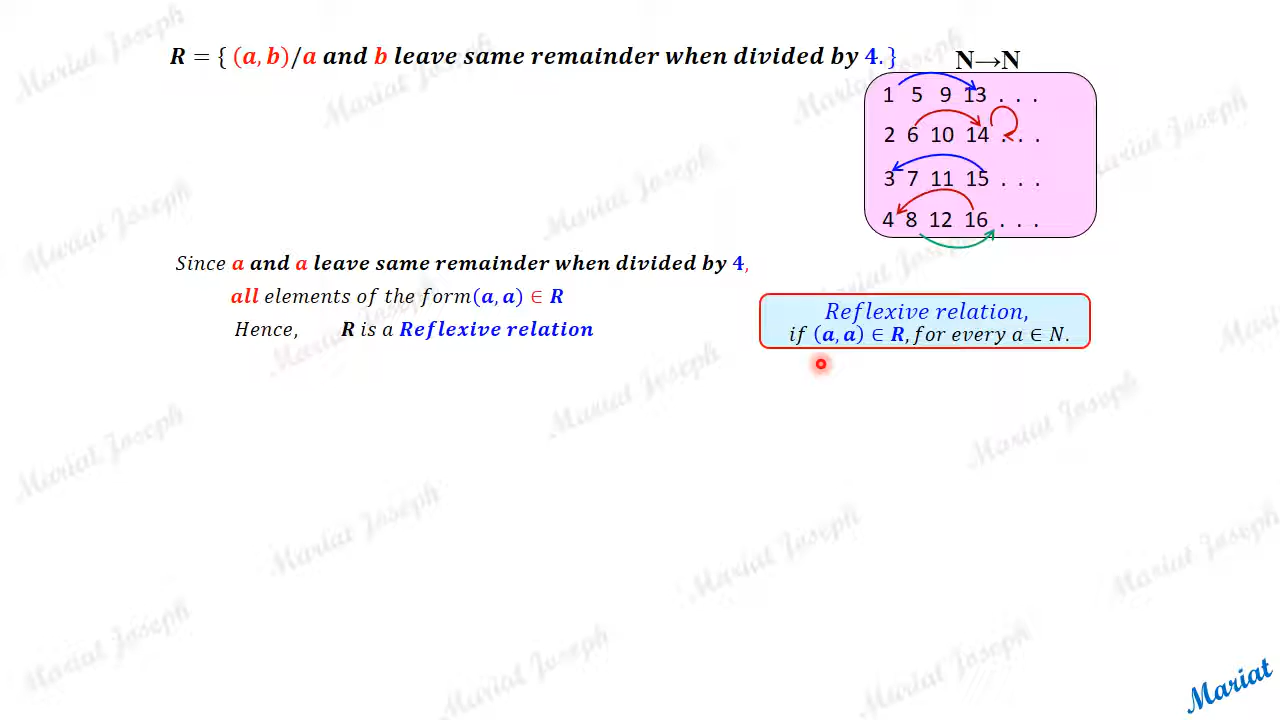 R = { (a, b)/a and b leave same remainder when divided by 4. }
N→N
1 5 9 13 . . .
2 6 10 14 . . .
3 7 11 15 . . .
4 8 12 16 . . .
Since a and a leave same remainder when divided by 4,
all elements of the form(a, a) ∈ R
Hence, R is a Reflexive relation
Reflexive relation,
if (a, a) ∈ R, for every a ∈ N.
Mariat Joseph
Mariat